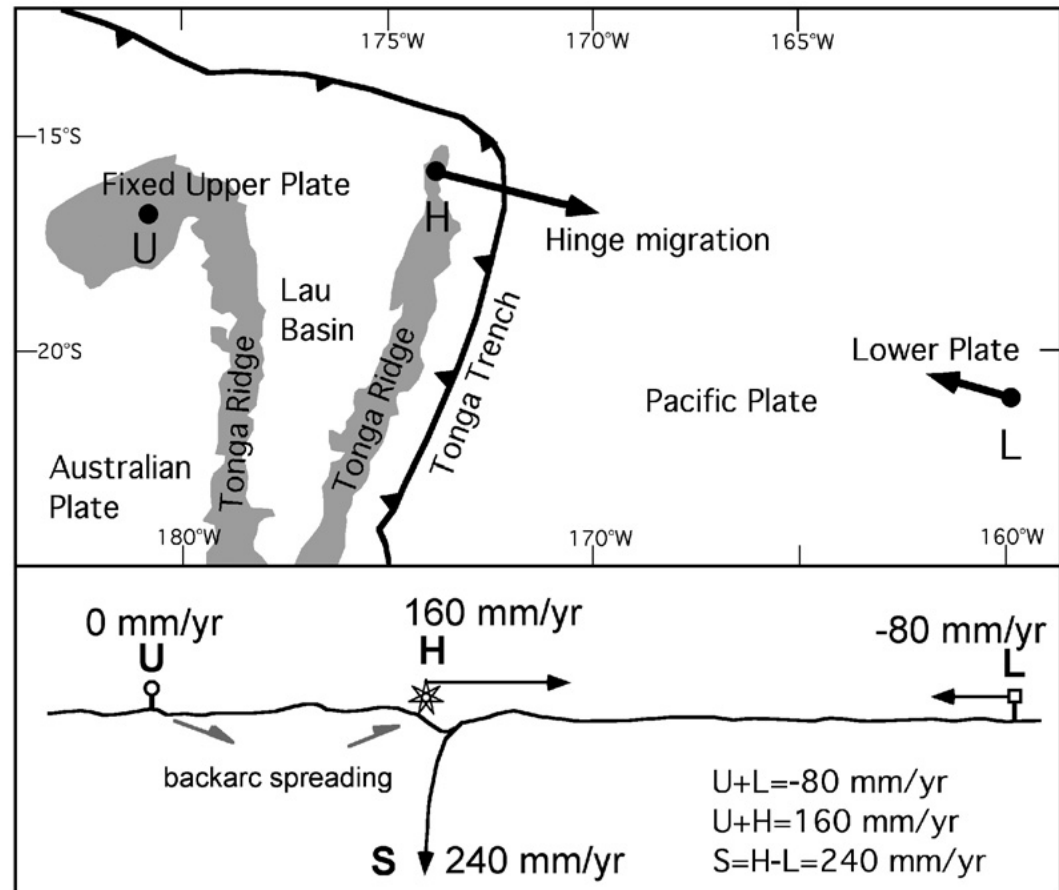 175°W
170°W
165°W
15°S
Fixed Upper Plate
U
H
Hinge migration
Lau
Basin
20°S
Lower Plate
Pacific Plate
L
Tonga Ridge
Tonga Ridge
Tonga Trench
Australian
Plate
180°W
170°W
160°W
0 mm/yr
U
160 mm/yr
H
-80 mm/yr
L
backarc spreading
S 240 mm/yr
U+L=-80 mm/yr
U+H=160 mm/yr
S=H-L=240 mm/yr